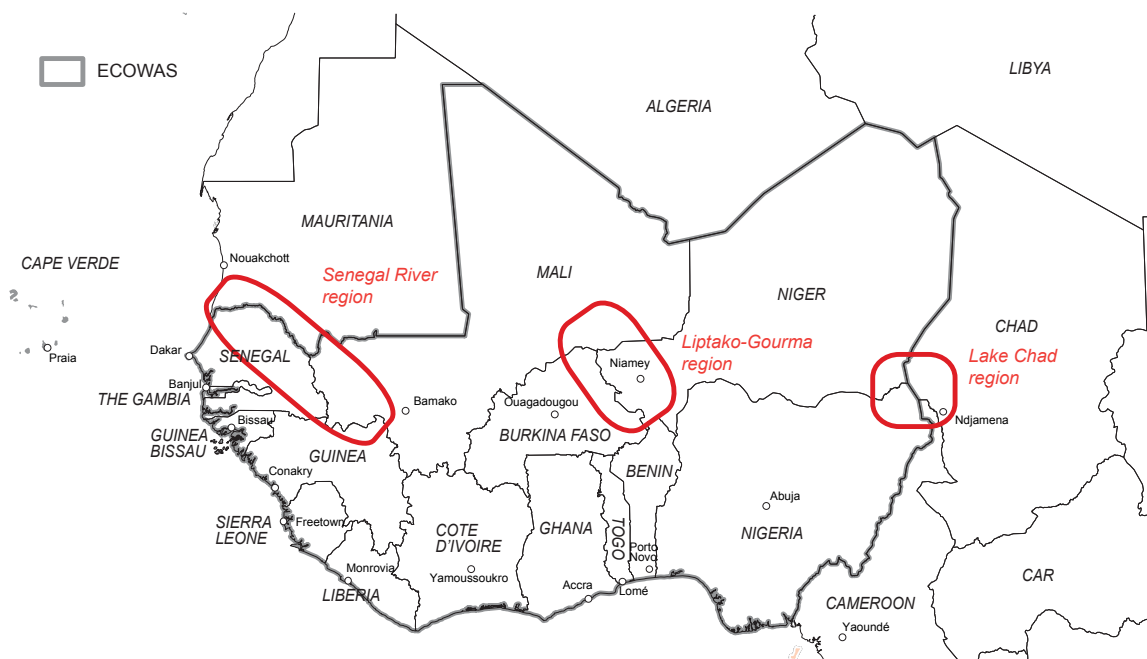 ECOWAS
LIBYA
ALGERIA
MAURITANIA
Nouakchott
CAPE VERDE
Senegal River
region
MALI
NIGER
CHAD
Praia
Dakar
SENEGAL
Liptako-Gourma
region
Niamey
Lake Chad
region
Banjul
THE GAMBIA
Bamako
Ouagadougou
Ndjamena
Bissau
GUINEA
BISSAU
GUINEA
BURKINA FASO
BENIN
Conakry
Abuja
SIERRA
LEONE
Freetown
COTE
D'IVOIRE
GHANA
TOGO
NIGERIA
Porto
Novo
Monrovia
LIBERIA
Yamoussokro
Accra
Lomé
CAR
CAMEROON
Yaoundé